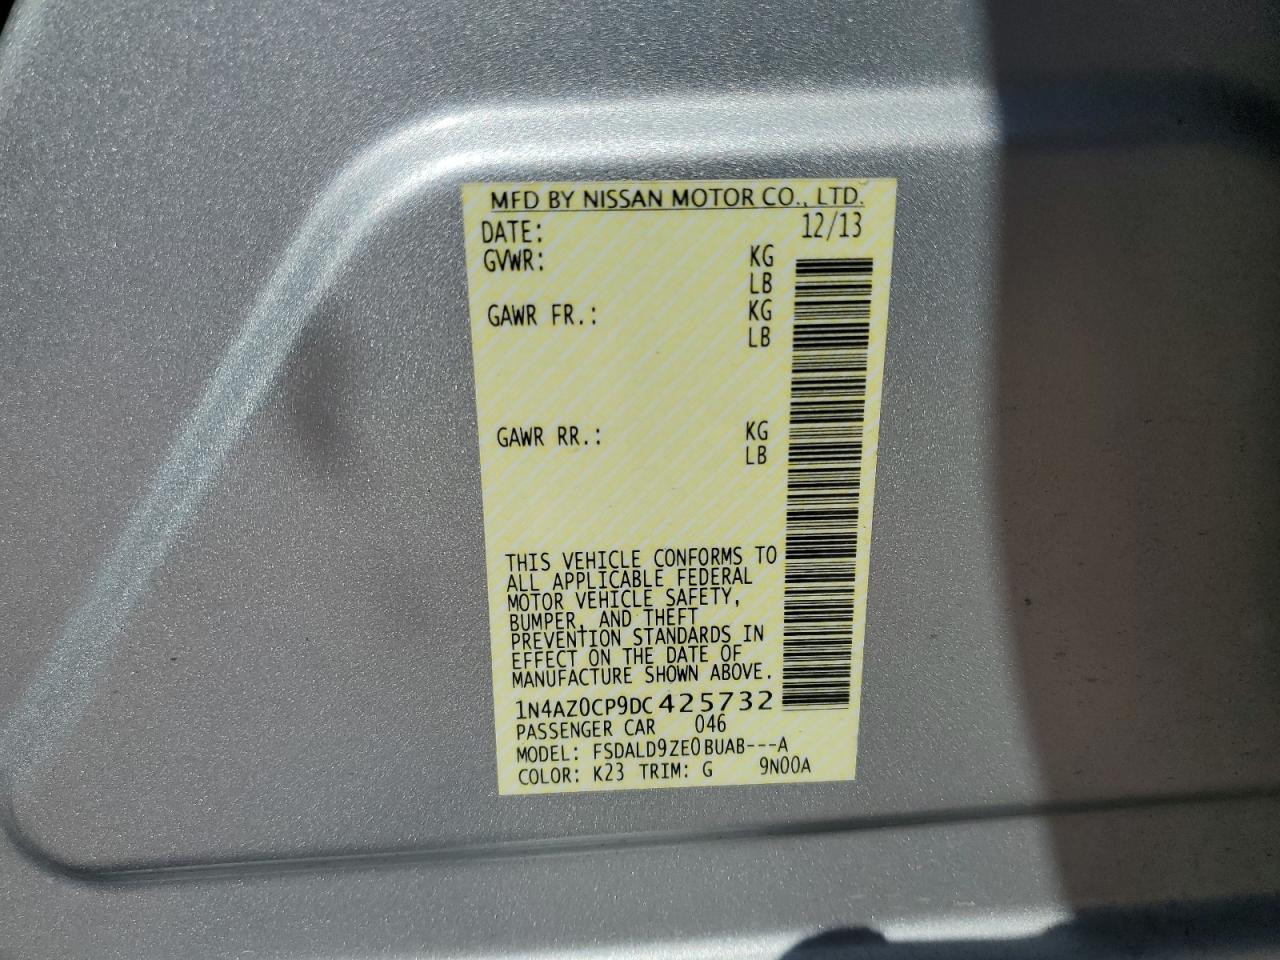 MFD BY NISSAN MOTOR CO., LTD.
DATE: 12/13
GVWR: KG
LB
GAWR FR.: KG
LB
GAWR RR.: KG
LB
THIS VEHICLE CONFORMS TO
ALL APPLICABLE FEDERAL
MOTOR VEHICLE SAFETY,
BUMPER, AND THEFT
PREVENTION STANDARDS IN
EFFECT ON THE DATE OF
MANUFACTURE SHOWN ABOVE.
1N4AZ0CP9DC425732
PASSENGER CAR 046
MODEL: FSDALD9ZE0BUAB---A
COLOR: K23 TRIM: G 9N00A